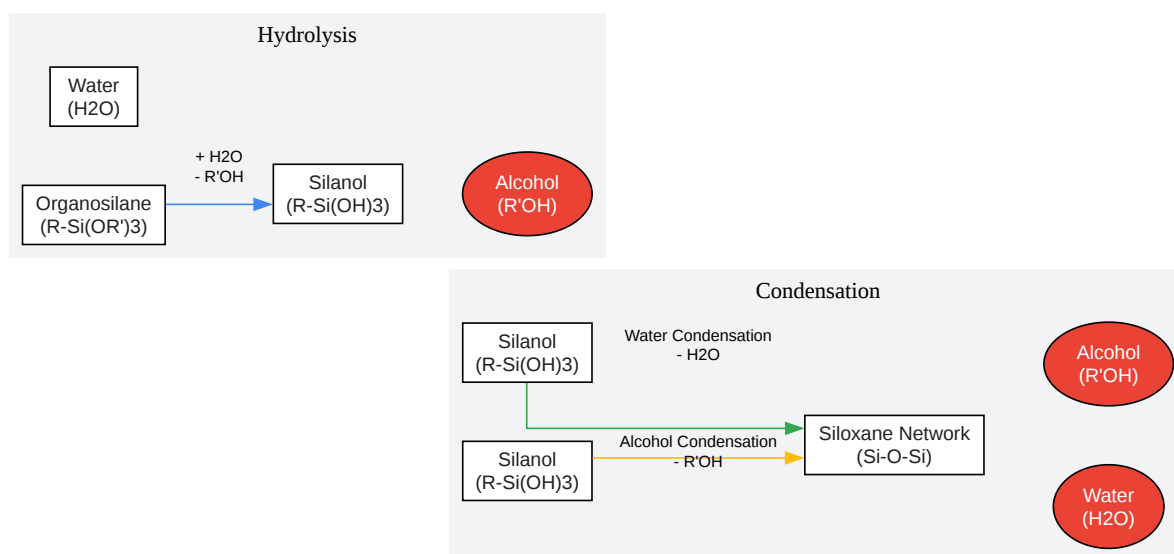 Hydrolysis
Water
(H2O)
+ H2O
- R'OH
Organosilane
(R-Si(OR')3)
Silanol
(R-Si(OH)3)
Alcohol
(R'OH)
Condensation
Silanol
(R-Si(OH)3)
Water Condensation
- H2O
Alcohol
(R'OH)
Silanol
(R-Si(OH)3)
Alcohol Condensation
- R'OH
Siloxane Network
(Si-O-Si)
Water
(H2O)